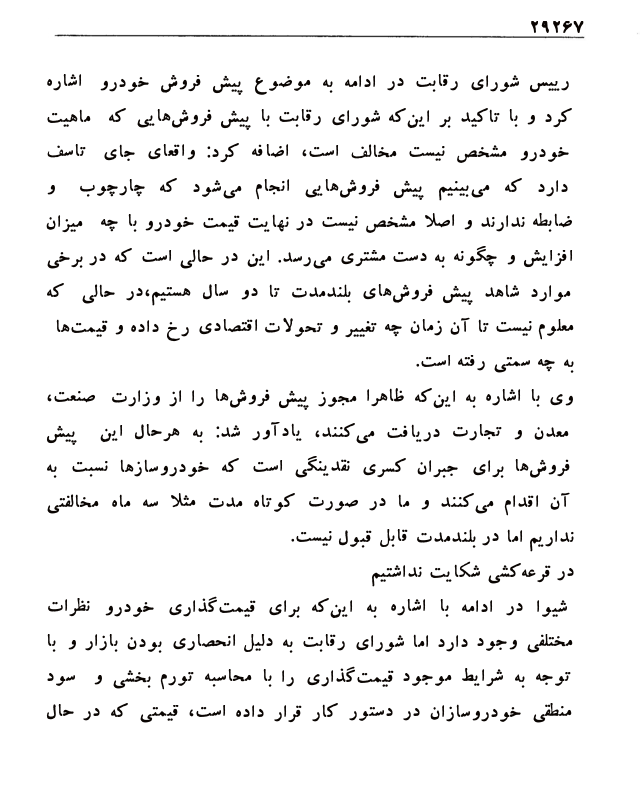 ۲۹۲۶۷
رییس شورای رقابت در ادامه به موضوع پیش فروش خودرو اشاره
کرد و با تاکید بر این‌که شورای رقابت با پیش فروش‌هایی که ماهیت
خودرو مشخص نیست مخالف است، اضافه کرد: واقعای جای تاسف
دارد که می‌بینیم پیش فروش‌هایی انجام می‌شود که چارچوب و
ضابطه ندارند و اصلا مشخص نیست در نهایت قیمت خودرو با چه میزان
افزایش و چگونه به دست مشتری می‌رسد. این در حالی است که در برخی
موارد شاهد پیش فروش‌های بلندمدت تا دو سال هستیم،در حالی که
معلوم نیست تا آن زمان چه تغییر و تحولات اقتصادی رخ داده و قیمت‌ها
به چه سمتی رفته است.
وی با اشاره به این‌که ظاهرا مجوز پیش فروش‌ها را از وزارت صنعت،
معدن و تجارت دریافت می‌کنند، یادآور شد: به هرحال این پیش
فروش‌ها برای جبران کسری نقدینگی است که خودروسازها نسبت به
آن اقدام می‌کنند و ما در صورت کوتاه مدت مثلا سه ماه مخالفتی
نداریم اما در بلندمدت قابل قبول نیست.
در قرعه‌کشی شکایت نداشتیم
شیوا در ادامه با اشاره به این‌که برای قیمت‌گذاری خودرو نظرات
مختلفی وجود دارد اما شورای رقابت به دلیل انحصاری بودن بازار و با
توجه به شرایط موجود قیمت‌گذاری را با محاسبه تورم بخشی و سود
منطقی خودروسازان در دستور کار قرار داده است، قیمتی که در حال